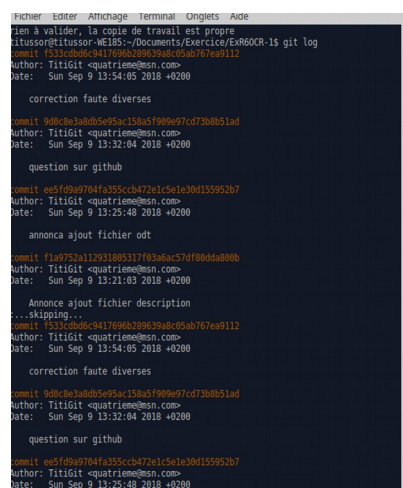 Fichier Éditer Affichage Terminal Onglets Aide
rien à valider, la copie de travail est propre
titussor@titussor-WE185:~/Documents/Exercice/ExR6OCR-1$ git log
commit f533cdbd6c9417696b289639a8c05ab767ea9112
Author: TitiGit <quatrieme@msn.com>
Date: Sun Sep 9 13:54:05 2018 +0200
correction faute diverses
commit 9d0c8e3a8db5e95ac158a5f909e97cd73b8b51ad
Author: TitiGit <quatrieme@msn.com>
Date: Sun Sep 9 13:32:04 2018 +0200
question sur github
commit ee5fd9a9704fa355ccb472e1c5e1e30d155952b7
Author: TitiGit <quatrieme@msn.com>
Date: Sun Sep 9 13:25:48 2018 +0200
annonca ajout fichier odt
commit f1a9752a112931805317f03a6ac57df80dda800b
Author: TitiGit <quatrieme@msn.com>
Date: Sun Sep 9 13:21:03 2018 +0200
Annonce ajout fichier description
:...skipping...
commit f533cdbd6c9417696b289639a8c05ab767ea9112
Author: TitiGit <quatrieme@msn.com>
Date: Sun Sep 9 13:54:05 2018 +0200
correction faute diverses
commit 9d0c8e3a8db5e95ac158a5f909e97cd73b8b51ad
Author: TitiGit <quatrieme@msn.com>
Date: Sun Sep 9 13:32:04 2018 +0200
question sur github
commit ee5fd9a9704fa355ccb472e1c5e1e30d155952b7
Author: TitiGit <quatrieme@msn.com>
Date: Sun Sep 9 13:25:48 2018 +0200